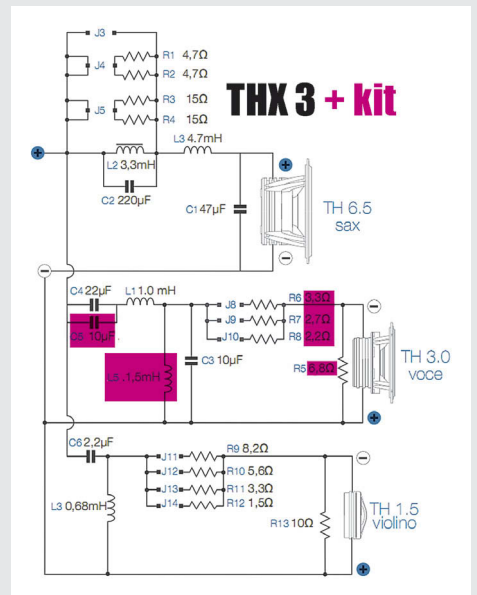 J3
J4
R1 4,7Ω
R2 4,7Ω
J5
R3 15Ω
R4 15Ω
THX 3 + kit
+
L2 3,3mH
L3 4.7mH
C2 220µF
C1 47µF
+
−
TH 6.5
sax
−
C4 22µF
L1 1.0 mH
C5 10µF
L5 .1,5mH
C3 10µF
J8
R6 3,3Ω
J9
R7 2,7Ω
J10
R8 2.2Ω
R5 6,8Ω
−
TH 3.0
voce
+
C6 2,2µF
L3 0,68mH
J11
R9 8,2Ω
J12
R10 5,6Ω
J13
R11 3,3Ω
J14
R12 1,5Ω
R13 10Ω
−
TH 1.5
violino
+